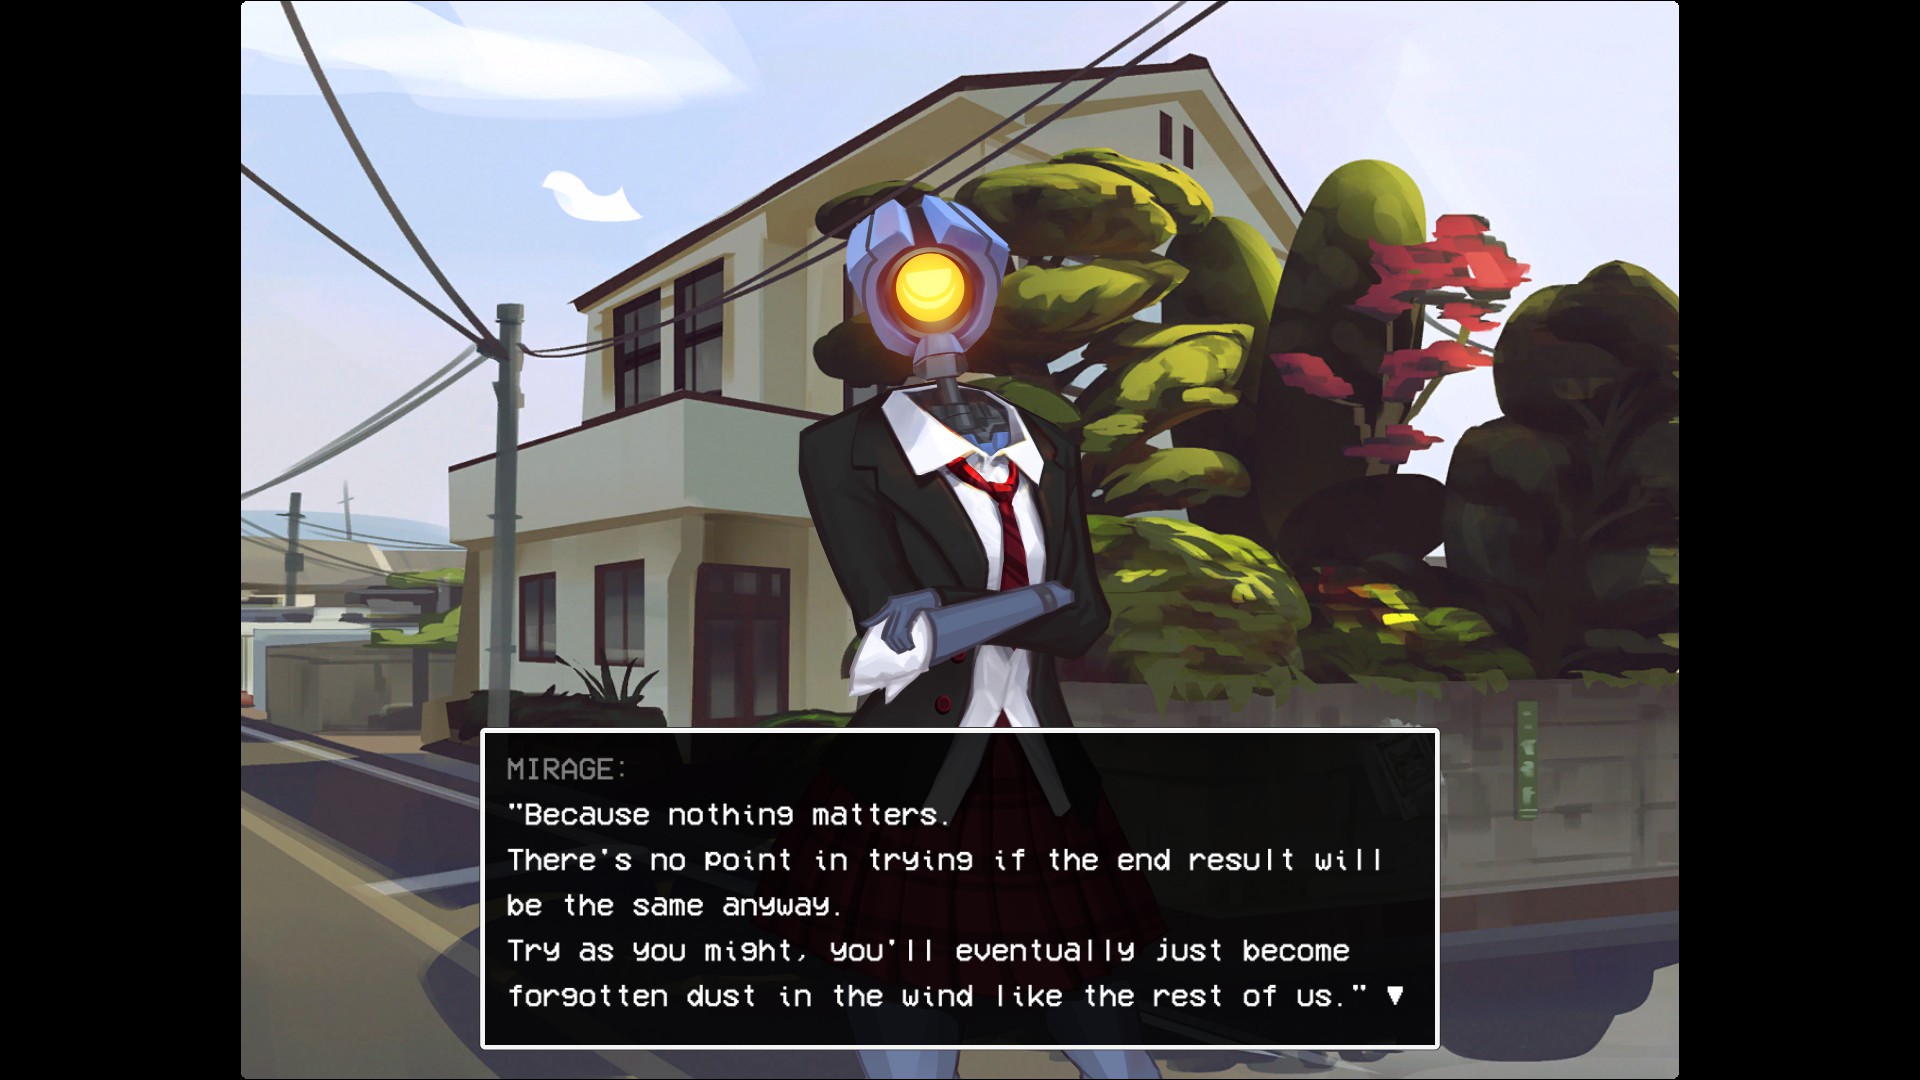 MIRAGE:
"Because nothing matters.
There's no point in trying if the end result will
be the same anyway.
Try as you might, you'll eventually just become
forgotten dust in the wind like the rest of us." ▼